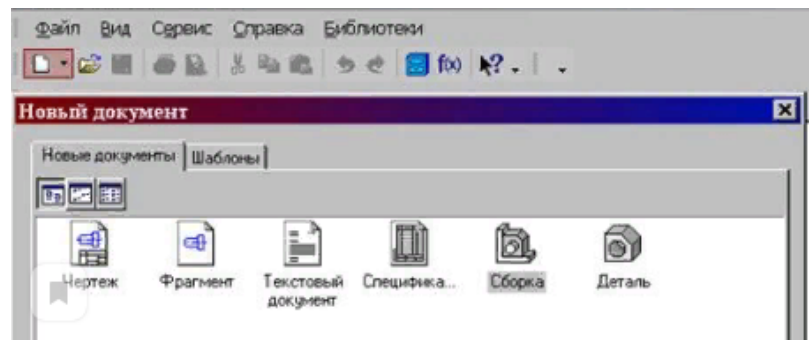 Файл Вид Сервис Справка Библиотеки
f(x) ?
Новый документ
Новые документы Шаблоны
Чертеж Фрагмент Текстовый документ Специфика... Сборка Деталь